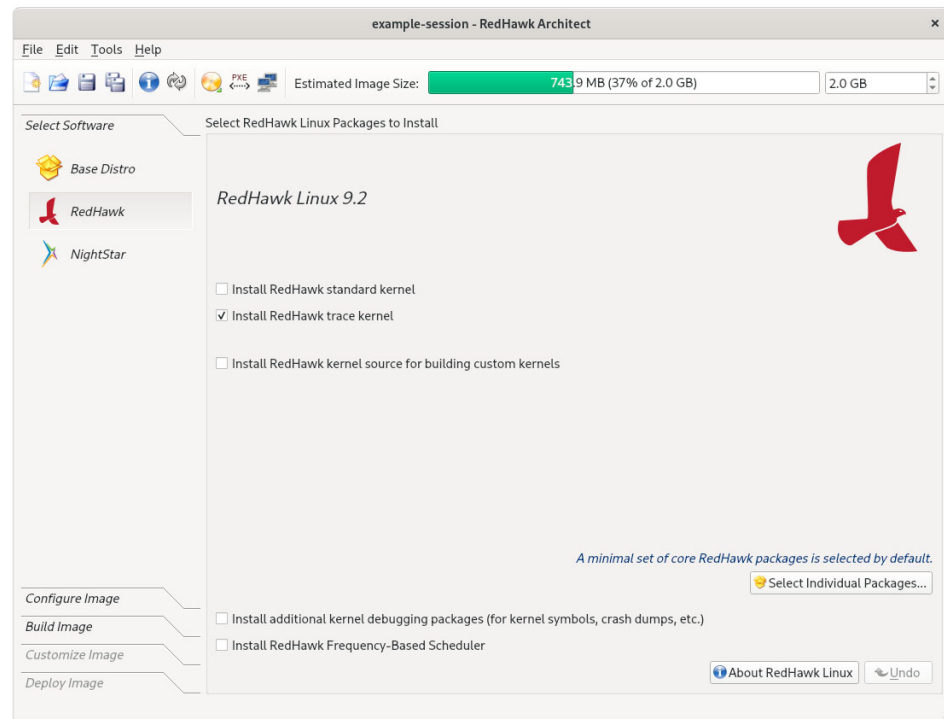 example-session - RedHawk Architect
×
File Edit Tools Help
PXE
Estimated Image Size:
743.9 MB (37% of 2.0 GB)
2.0 GB
Select Software
Select RedHawk Linux Packages to Install
Base Distro
RedHawk Linux 9.2
RedHawk
NightStar
Install RedHawk standard kernel
Install RedHawk trace kernel
Install RedHawk kernel source for building custom kernels
A minimal set of core RedHawk packages is selected by default.
Select Individual Packages...
Configure Image
Install additional kernel debugging packages (for kernel symbols, crash dumps, etc.)
Build Image
Install RedHawk Frequency-Based Scheduler
Customize Image
About RedHawk Linux
Undo
Deploy Image